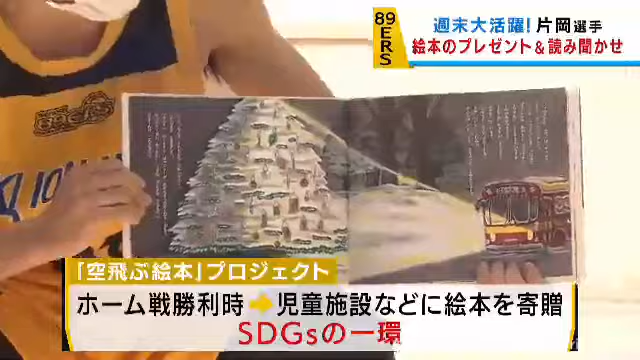 89ERS
週末大活躍!片岡選手
絵本のプレゼント&読み聞かせ
「空飛ぶ絵本」プロジェクト
ホーム戦勝利時➡児童施設などに絵本を寄贈
SDGsの一環